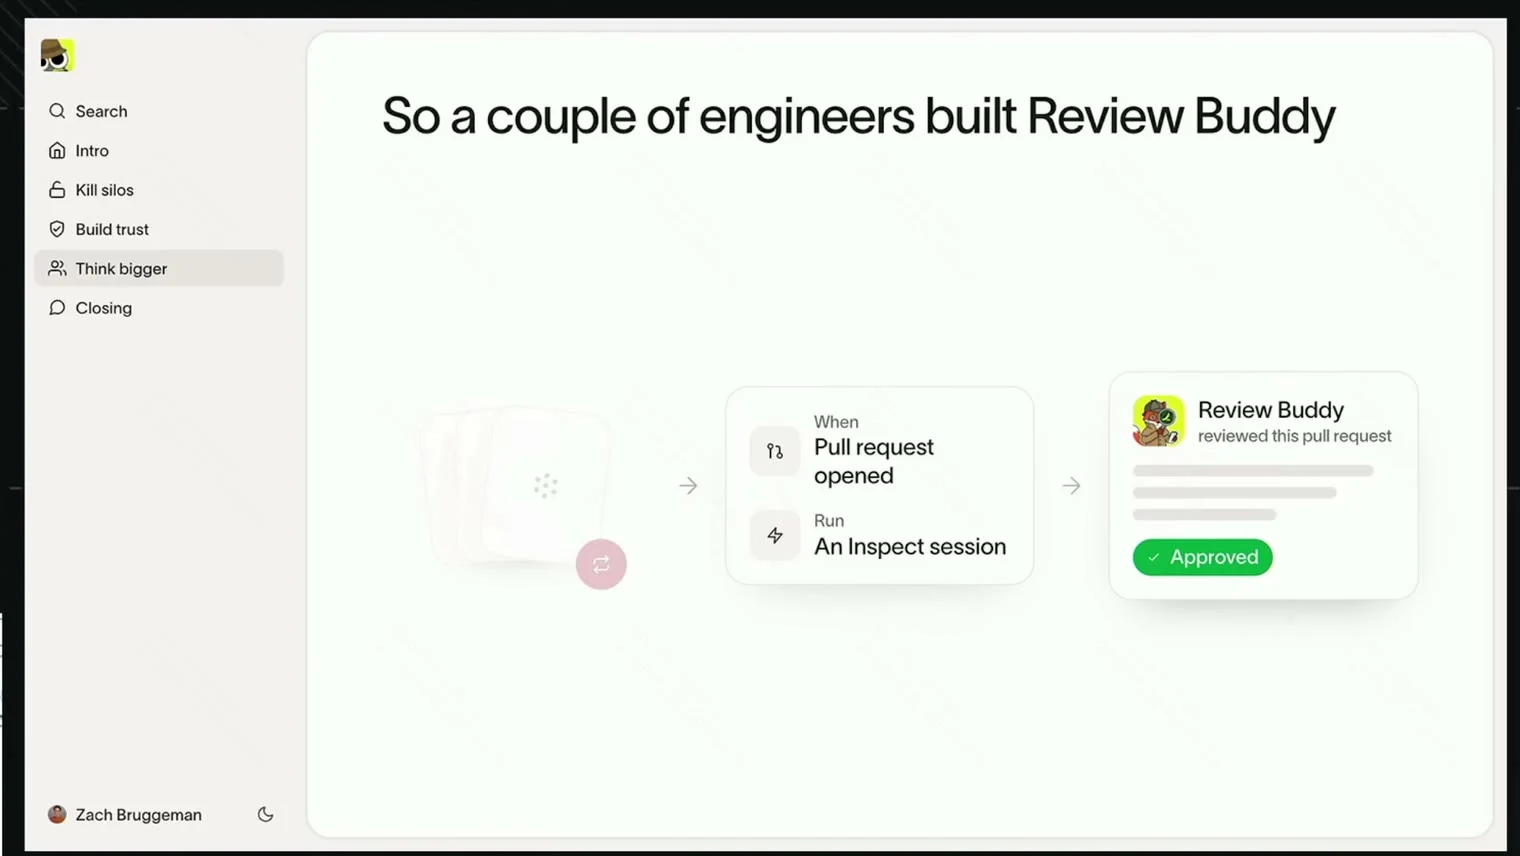 Search
Intro
Kill silos
Build trust
Think bigger
Closing
Zach Bruggeman
So a couple of engineers built Review Buddy
When
Pull request
opened
Run
An Inspect session
Review Buddy
reviewed this pull request
Approved